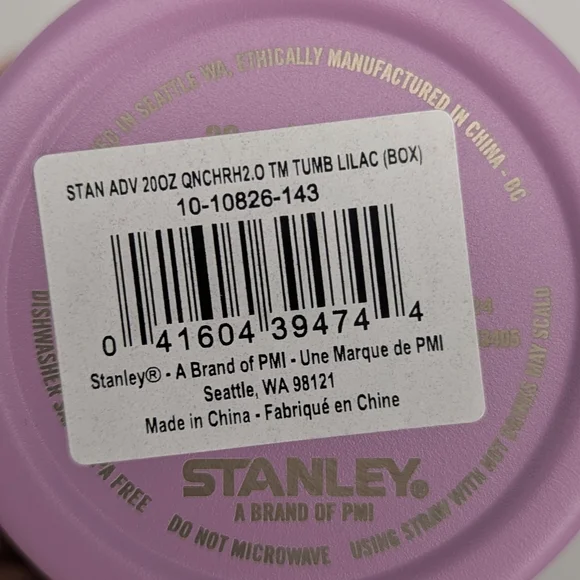 IN SEATTLE WA, ETHICALLY MANUFACTURED IN CHINA - DC
STAN ADV 20OZ QNCHRH2.O TM TUMB LILAC (BOX)
10-10826-143
0 41604 39474 4
Stanley® - A Brand of PMI - Une Marque de PMI
Seattle, WA 98121
Made in China - Fabriqué en Chine
STANLEY®
A BRAND OF PMI
DISHWASHER
FREE
DO NOT MICROWAVE
USING STRAW WITH HOT DRINKS MAY SCALD